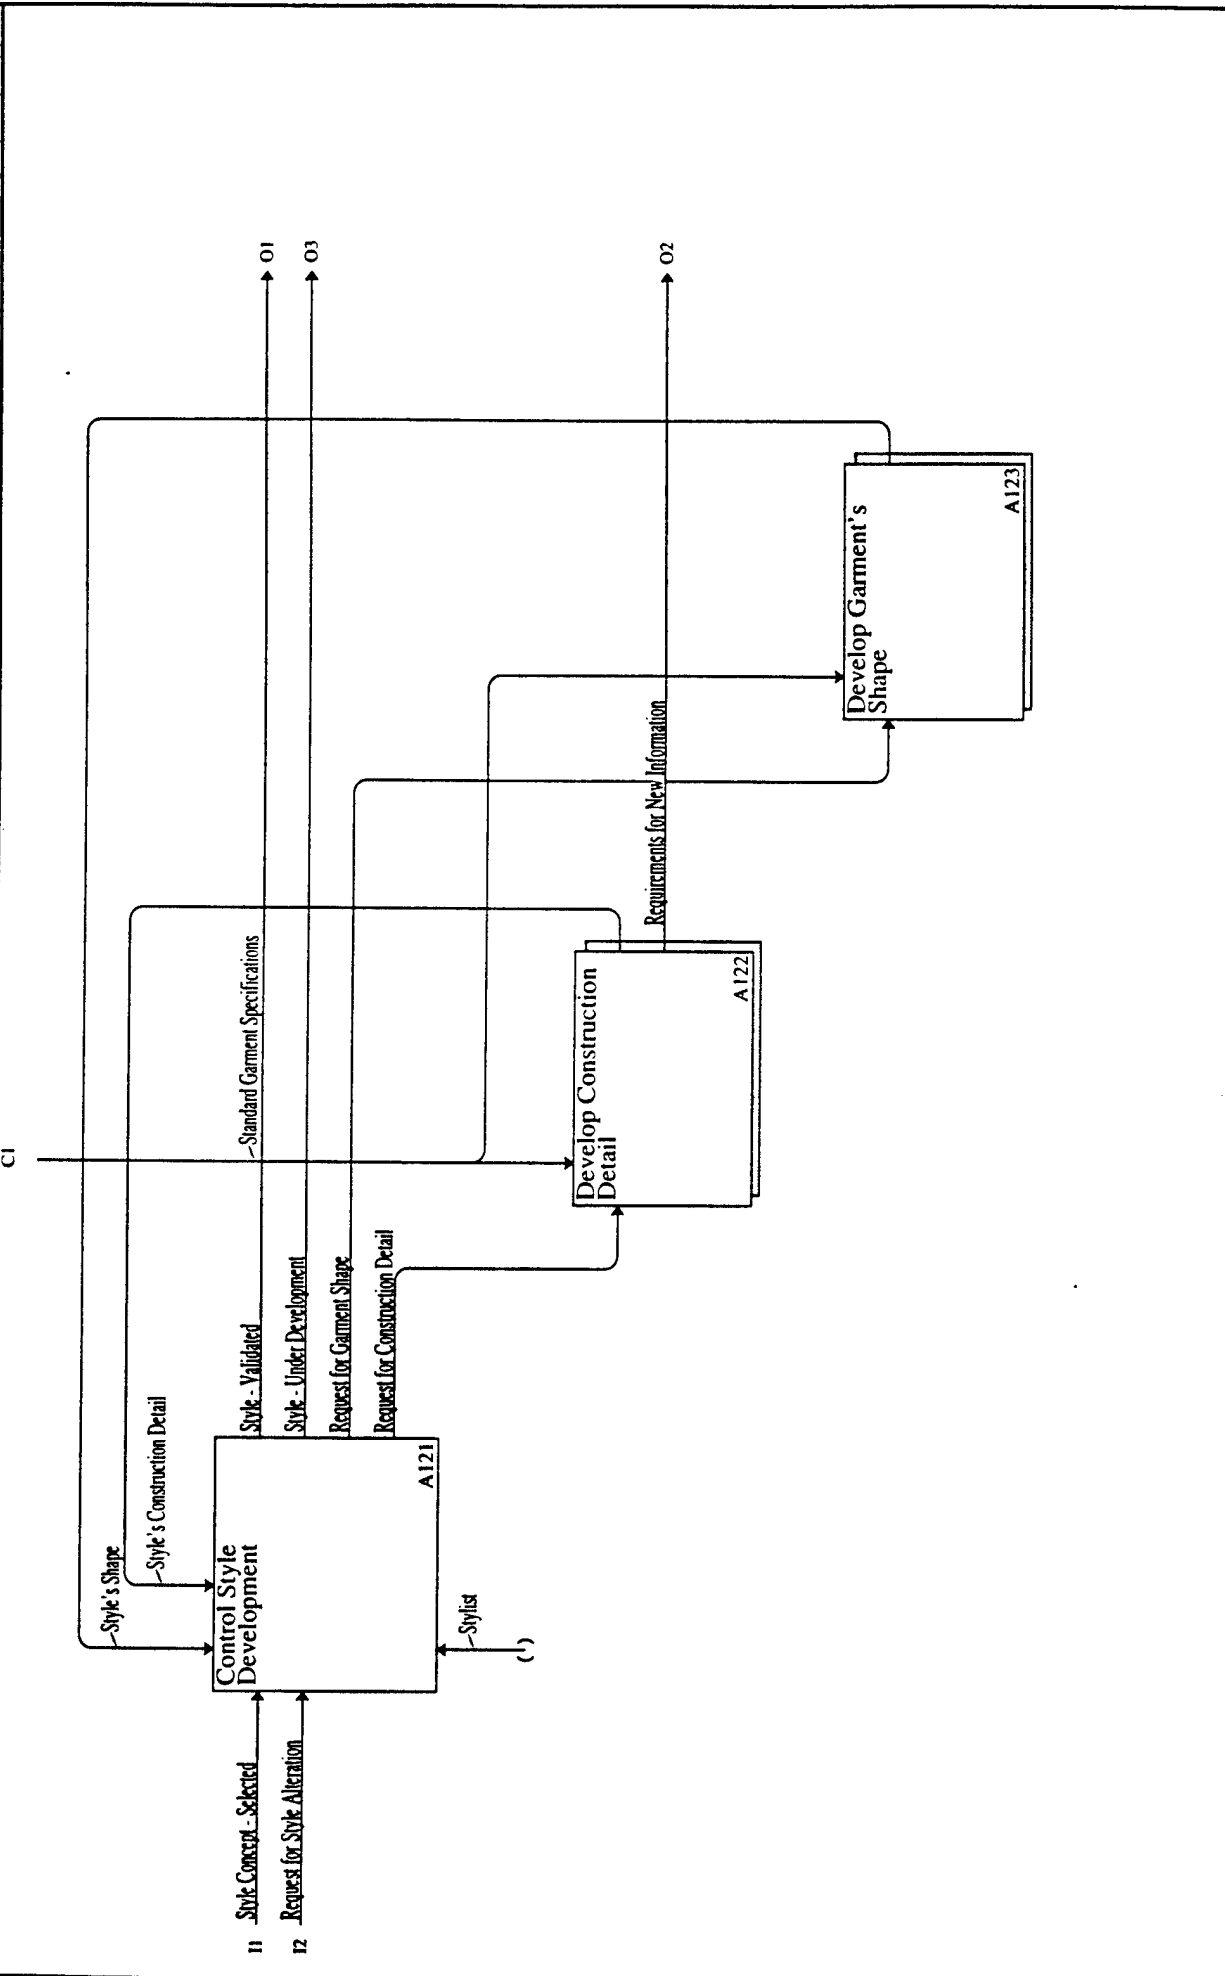 C1
Style's Shape
Style's Construction Detail
Standard Garment Specifications
I1
Style Concept - Selected
I2
Request for Style Alteration
Control Style
Development
A121
Style - Validated
O1
Style - Under Development
O3
Request for Garment Shape
Request for Construction Detail
Stylist
( )
Develop Construction
Detail
A122
Requirements for New Information
O2
Develop Garment's
Shape
A123